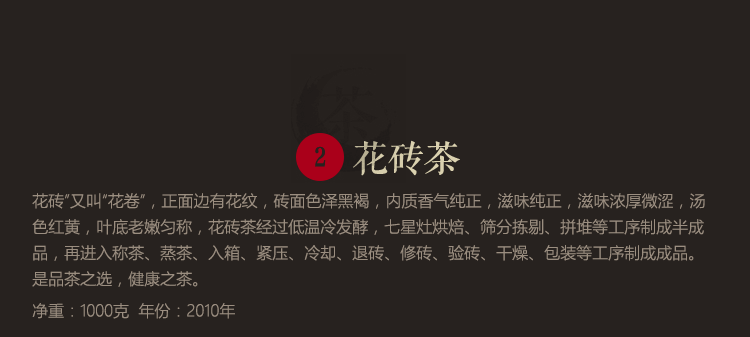 茶
2 花砖茶
花砖”又叫“花卷”，正面边有花纹，砖面色泽黑褐，内质香气纯正，滋味纯正，滋味浓厚微涩，汤
色红黄，叶底老嫩匀称，花砖茶经过低温冷发酵，七星灶烘焙、筛分拣剔、拼堆等工序制成半成
品，再进入称茶、蒸茶、入箱、紧压、冷却、退砖、修砖、验砖、干燥、包装等工序制成成品。
是品茶之选，健康之茶。
净重：1000克 年份：2010年